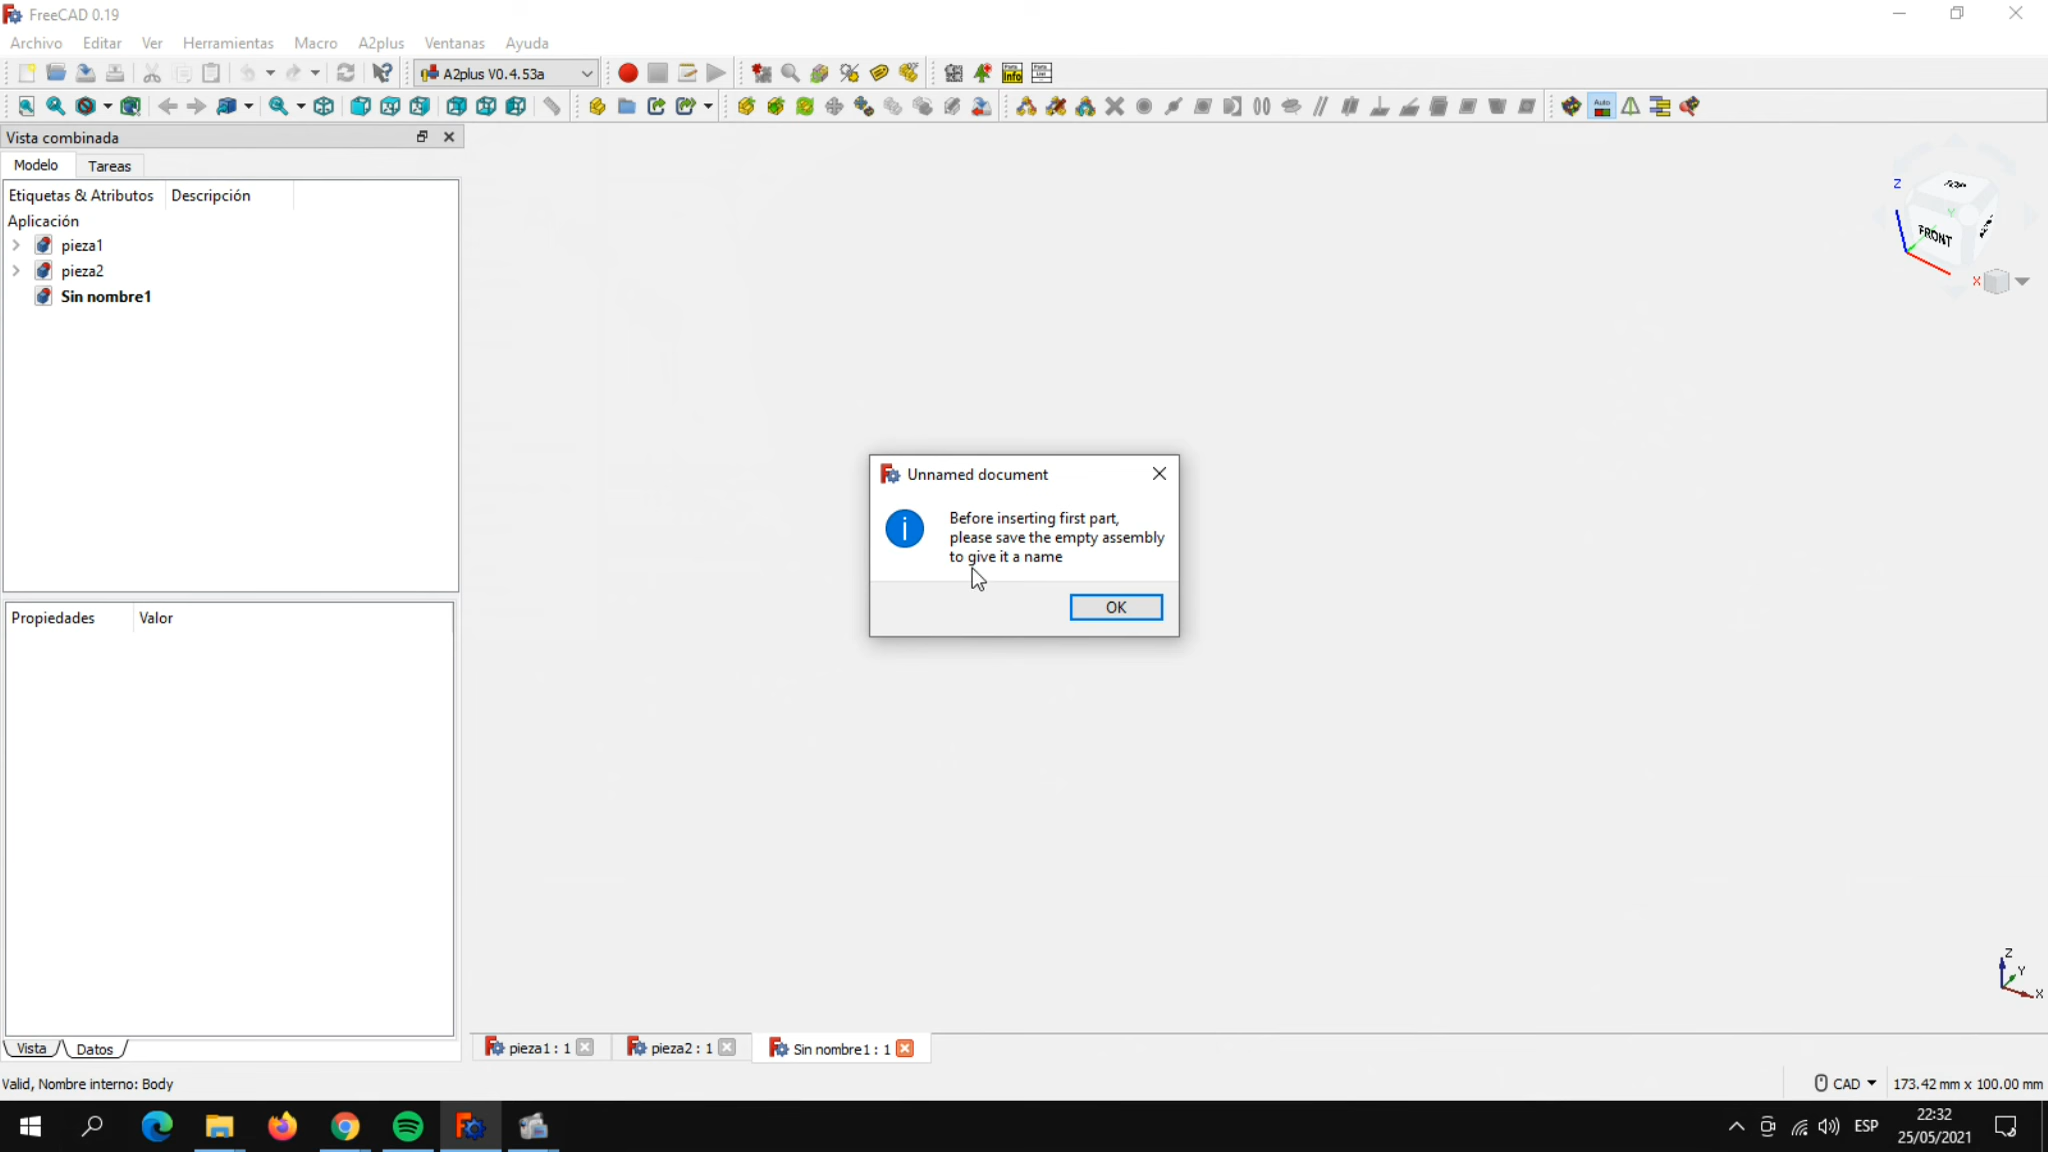 FreeCAD 0.19
Archivo Editar Ver Herramientas Macro A2plus Ventanas Ayuda
A2plus V0.4.53a
Info
Auto
Vista combinada
Modelo Tareas
Etiquetas & Atributos Descripción
Aplicación
pieza1
pieza2
Sin nombre1
Z
Y
FRONT
X
Unnamed document
Before inserting first part,
please save the empty assembly
to give it a name
OK
Propiedades Valor
Z
Y
X
Vista Datos
pieza1 : 1 pieza2 : 1 Sin nombre1 : 1
Valid, Nombre interno: Body
CAD 173.42 mm x 100.00 mm
ESP
22:32
25/05/2021